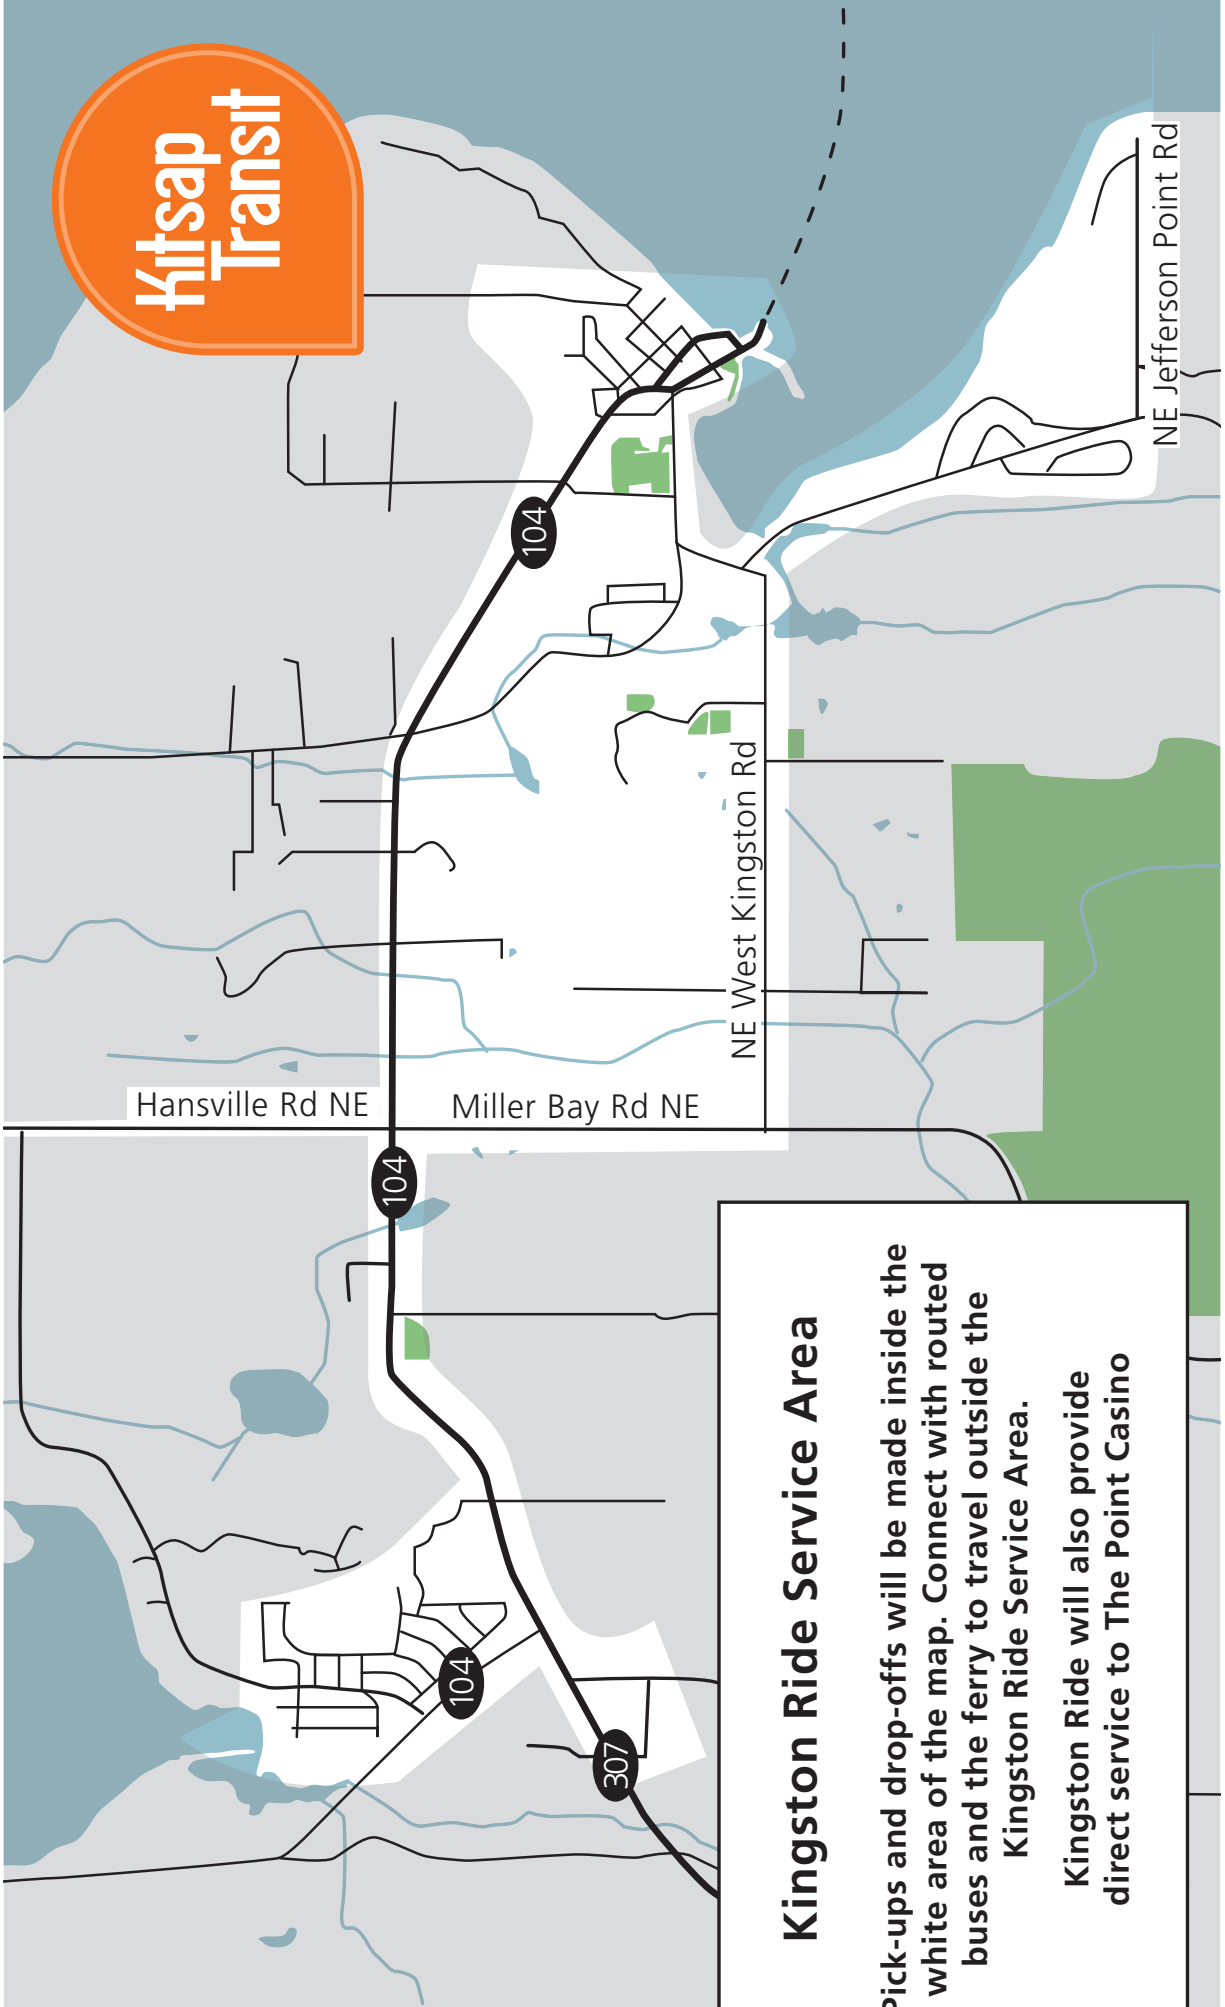 Kitsap
Transit
104
NE Jefferson Point Rd
NE West Kingston Rd
Hansville Rd NE
Miller Bay Rd NE
104
104
307
Kingston Ride Service Area
Pick-ups and drop-offs will be made inside the
white area of the map. Connect with routed
buses and the ferry to travel outside the
Kingston Ride Service Area.
Kingston Ride will also provide
direct service to The Point Casino